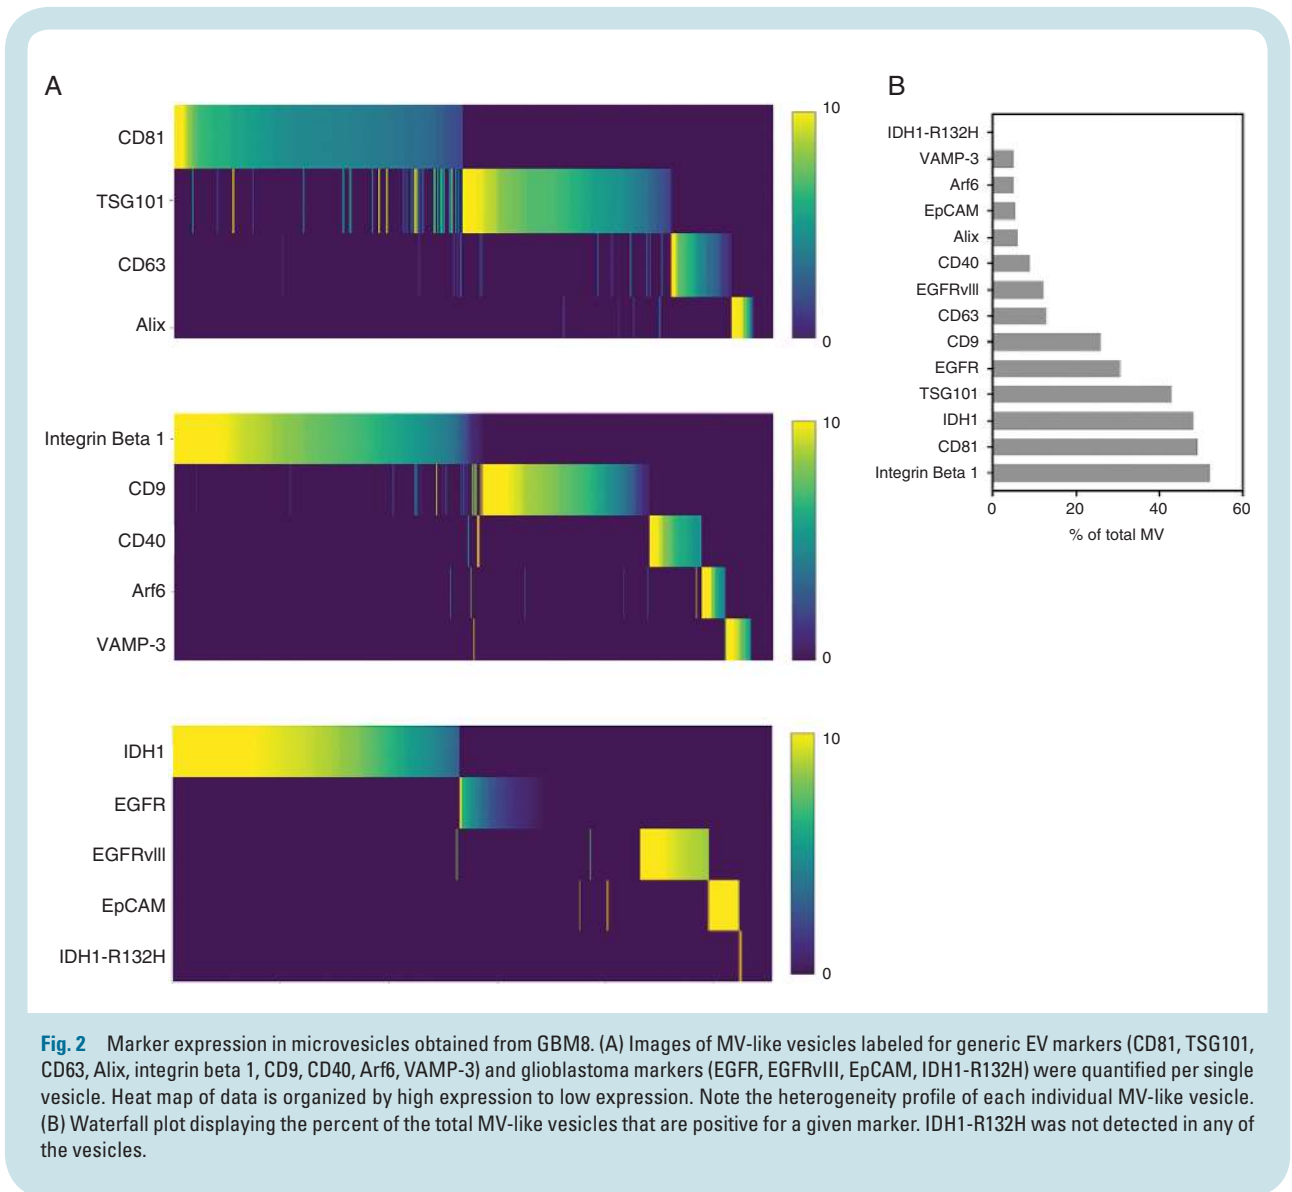 A
CD81
TSG101
CD63
Alix
10
0
Integrin Beta 1
CD9
CD40
Arf6
VAMP-3
10
0
IDH1
EGFR
EGFRvIII
EpCAM
IDH1-R132H
10
0
B
IDH1-R132H
VAMP-3
Arf6
EpCAM
Alix
CD40
EGFRvIII
CD63
CD9
EGFR
TSG101
IDH1
CD81
Integrin Beta 1
0 20 40 60
% of total MV
Fig. 2 Marker expression in microvesicles obtained from GBM8. (A) Images of MV-like vesicles labeled for generic EV markers (CD81, TSG101,
CD63, Alix, integrin beta 1, CD9, CD40, Arf6, VAMP-3) and glioblastoma markers (EGFR, EGFRvIII, EpCAM, IDH1-R132H) were quantified per single
vesicle. Heat map of data is organized by high expression to low expression. Note the heterogeneity profile of each individual MV-like vesicle.
(B) Waterfall plot displaying the percent of the total MV-like vesicles that are positive for a given marker. IDH1-R132H was not detected in any of
the vesicles.